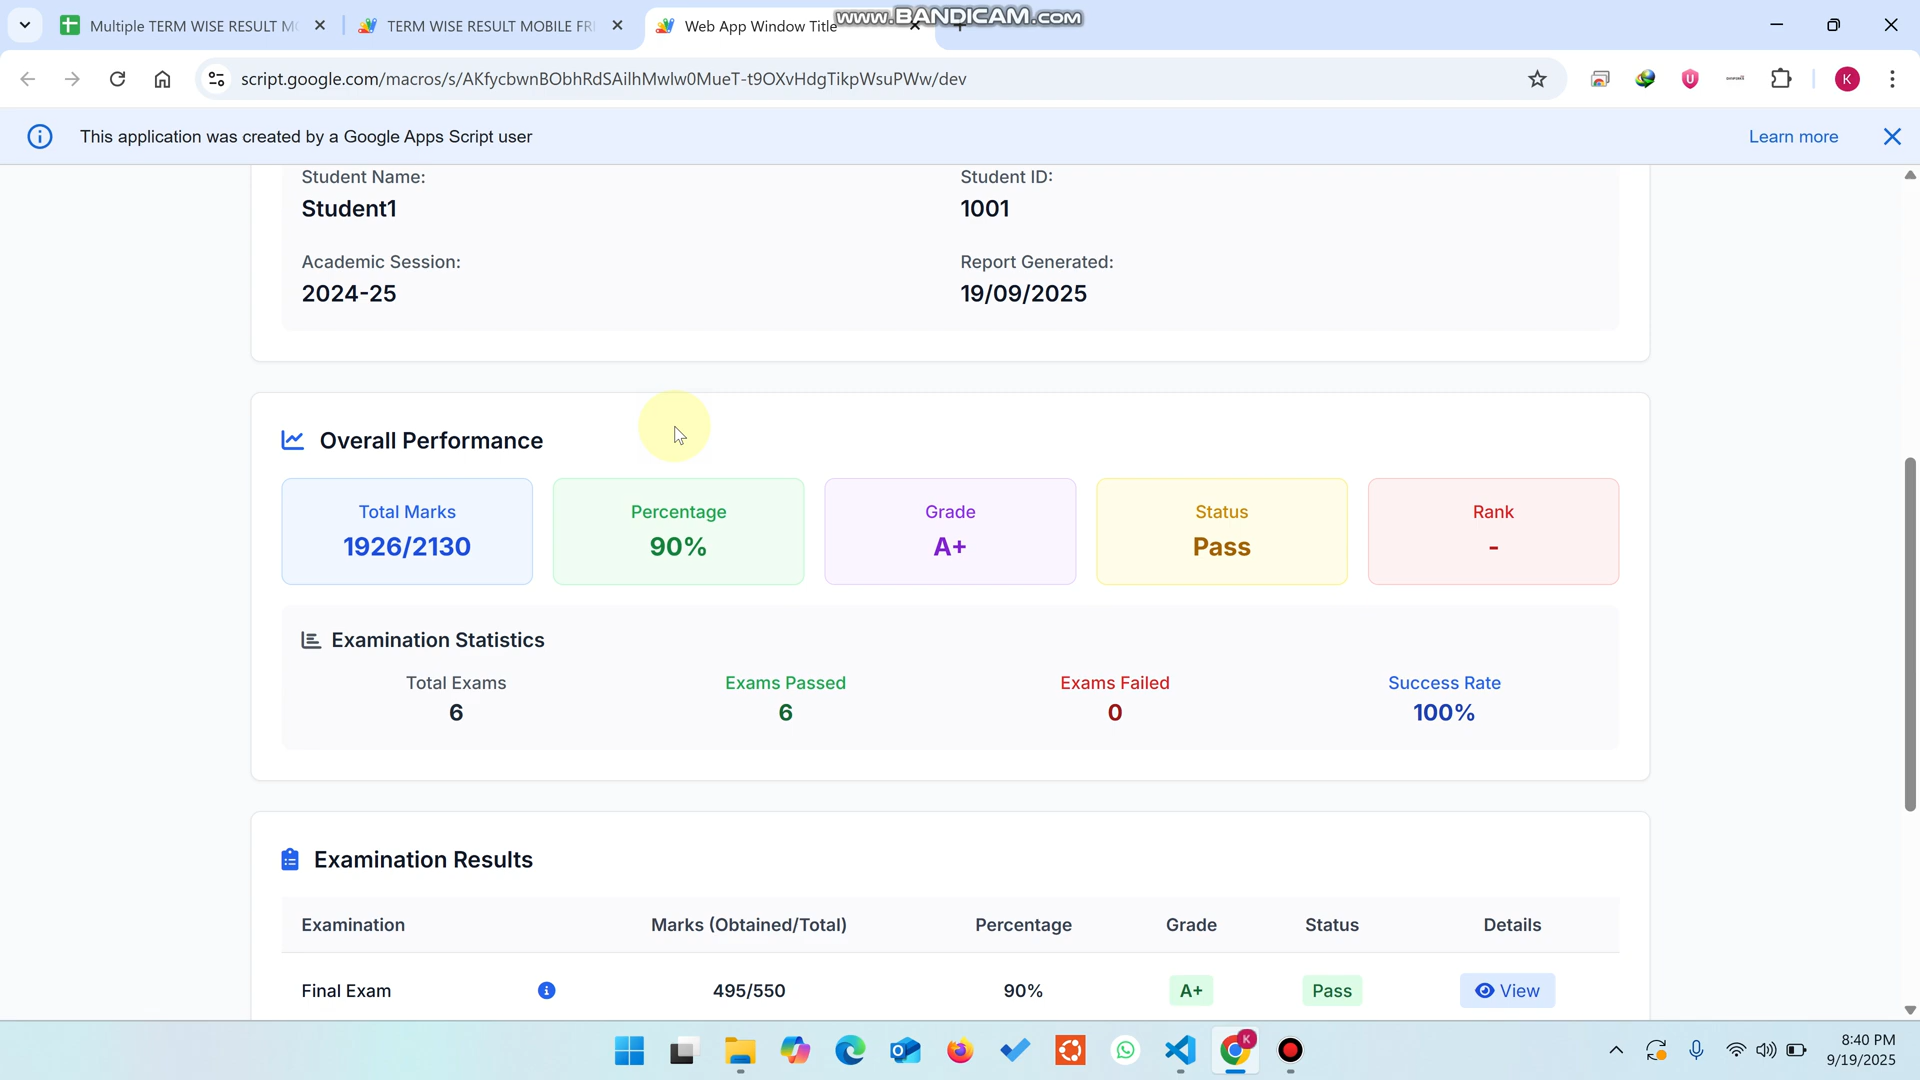 Multiple TERM WISE RESULT MO
TERM WISE RESULT MOBILE FR
Web App Window Title
www.BANDICAM.com
script.google.com/macros/s/AKfycbwnBObhRdSAilhMwlw0MueT-t9OXvHdgTikpWsuPWw/dev
K
This application was created by a Google Apps Script user
Learn more
Student Name:
Student1
Student ID:
1001
Academic Session:
2024-25
Report Generated:
19/09/2025
Overall Performance
Total Marks
1926/2130
Percentage
90%
Grade
A+
Status
Pass
Rank
-
Examination Statistics
Total Exams
6
Exams Passed
6
Exams Failed
0
Success Rate
100%
Examination Results
Examination Marks (Obtained/Total) Percentage Grade Status Details
Final Exam 495/550 90% A+ Pass View
K
8:40 PM
9/19/2025